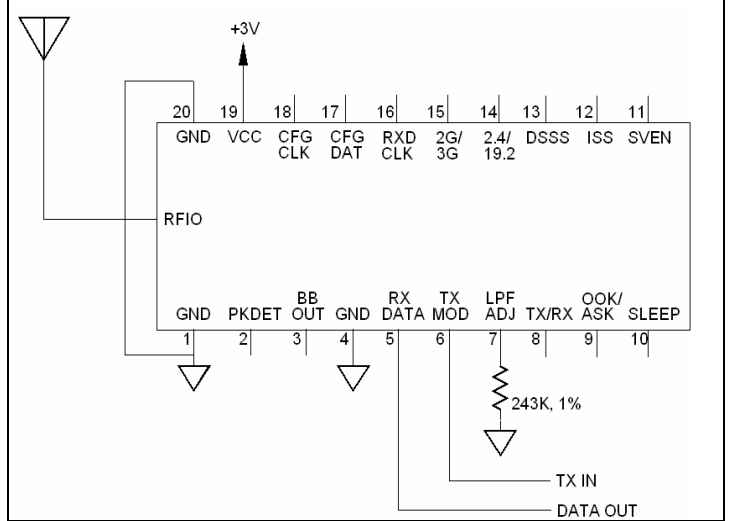 +3V
20 19 18 17 16 15 14 13 12 11
GND VCC CFG CFG RXD 2G/ 2.4/ DSSS ISS SVEN
CLK DAT CLK 3G 19.2
RFIO
BB RX TX LPF OOK/
GND PKDET OUT GND DATA MOD ADJ TX/RX ASK SLEEP
1 2 3 4 5 6 7 8 9 10
243K, 1%
TX IN
DATA OUT